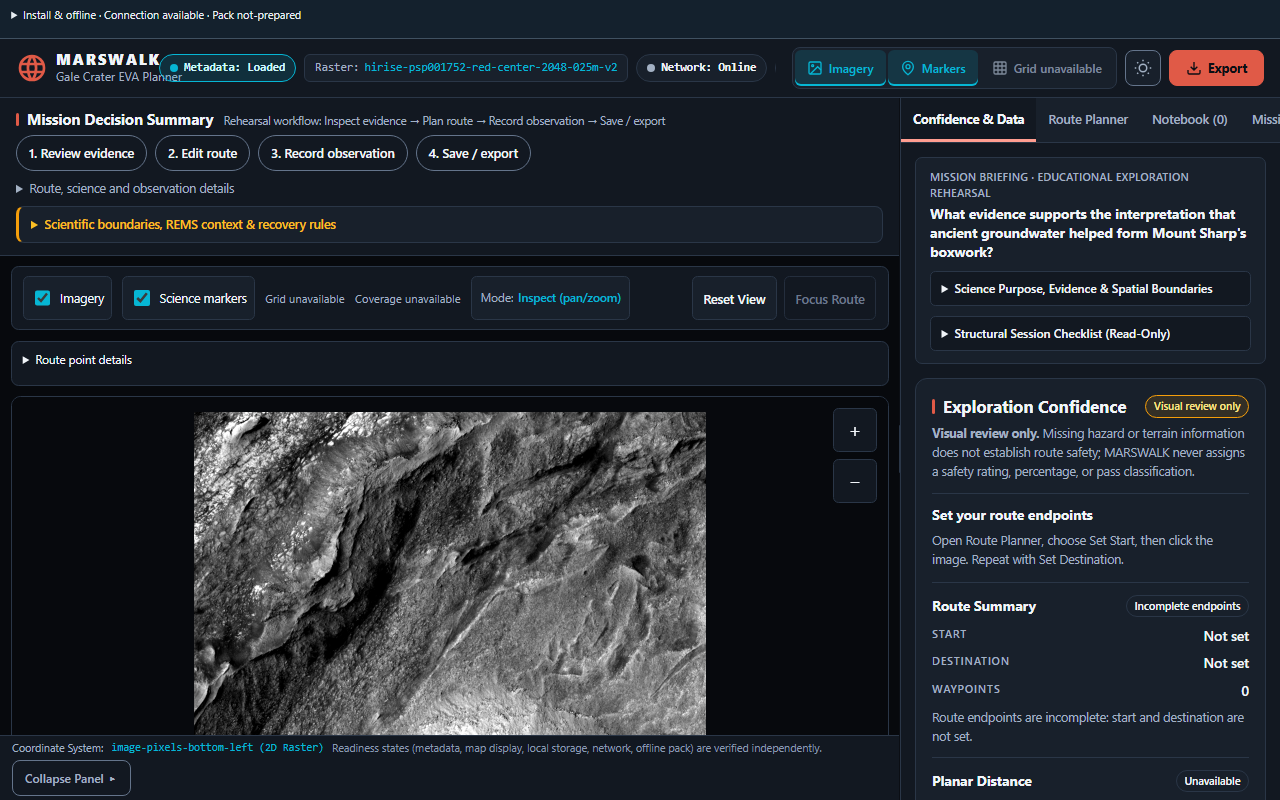 ▶ Install & offline · Connection available · Pack not-prepared
MARSWALK
Gale Crater EVA Planner
Metadata: Loaded
Raster: hirise-psp001752-red-center-2048-025m-v2
Network: Online
Imagery
Markers
Grid unavailable
Export
Mission Decision Summary
Rehearsal workflow: Inspect evidence → Plan route → Record observation → Save / export
1. Review evidence
2. Edit route
3. Record observation
4. Save / export
▶ Route, science and observation details
▶ Scientific boundaries, REMS context & recovery rules
Imagery
Science markers
Grid unavailable
Coverage unavailable
Mode: Inspect (pan/zoom)
Reset View
Focus Route
▶ Route point details
+
−
Coordinate System: image-pixels-bottom-left (2D Raster) Readiness states (metadata, map display, local storage, network, offline pack) are verified independently.
Collapse Panel ▸
Confidence & Data
Route Planner
Notebook (0)
Missi
MISSION BRIEFING · EDUCATIONAL EXPLORATION
REHEARSAL
What evidence supports the interpretation that
ancient groundwater helped form Mount Sharp's
boxwork?
▶ Science Purpose, Evidence & Spatial Boundaries
▶ Structural Session Checklist (Read-Only)
Exploration Confidence
Visual review only
Visual review only. Missing hazard or terrain information
does not establish route safety; MARSWALK never assigns
a safety rating, percentage, or pass classification.
Set your route endpoints
Open Route Planner, choose Set Start, then click the
image. Repeat with Set Destination.
Route Summary
Incomplete endpoints
START
Not set
DESTINATION
Not set
WAYPOINTS
0
Route endpoints are incomplete: start and destination are
not set.
Planar Distance
Unavailable